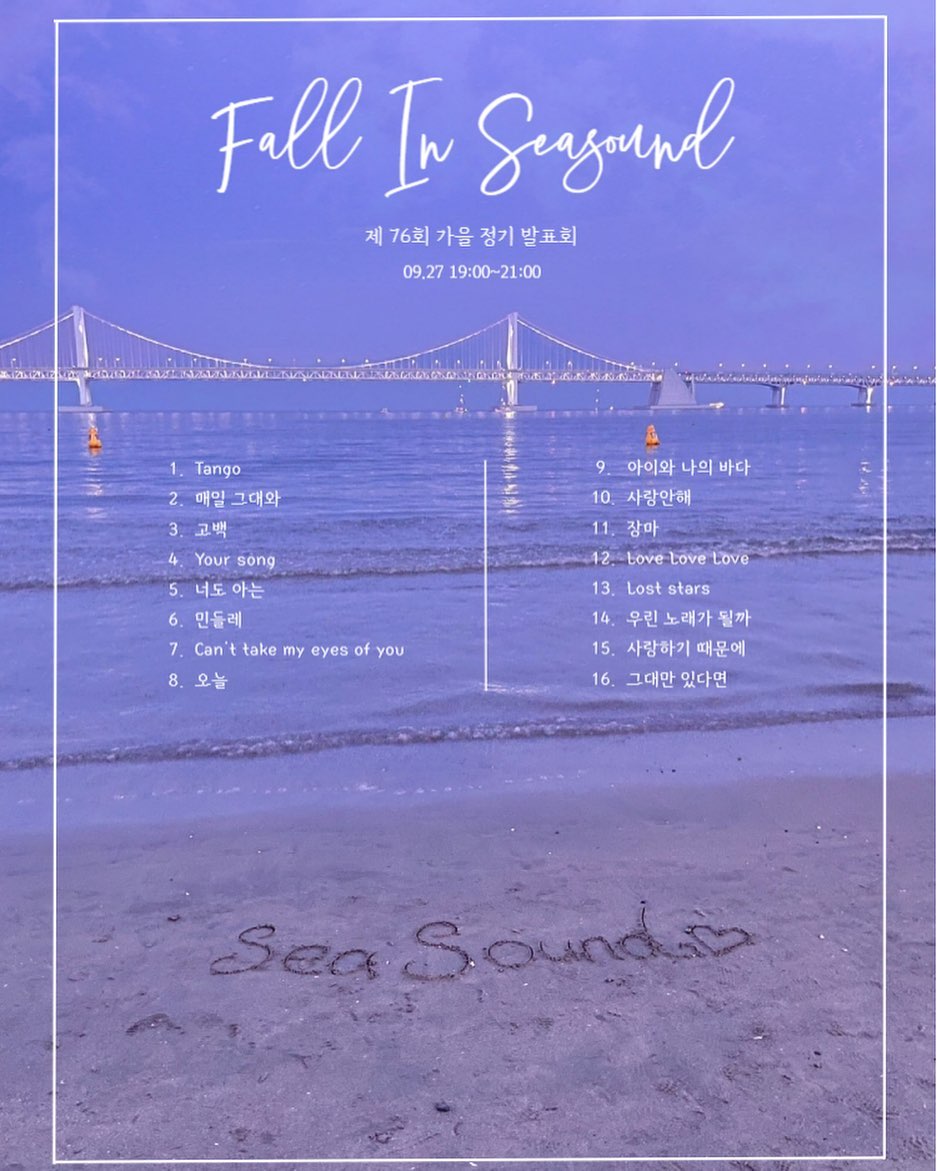 Fall In Seasound
제 76회 가을 정기 발표회
09.27 19:00~21:00
1. Tango
2. 매일 그대와
3. 고백
4. Your song
5. 너도 아는
6. 민들레
7. Can't take my eyes of you
8. 오늘
9. 아이와 나의 바다
10. 사랑안해
11. 장마
12. Love Love Love
13. Lost stars
14. 우린 노래가 될까
15. 사랑하기 때문에
16. 그대만 있다면
Sea Sound